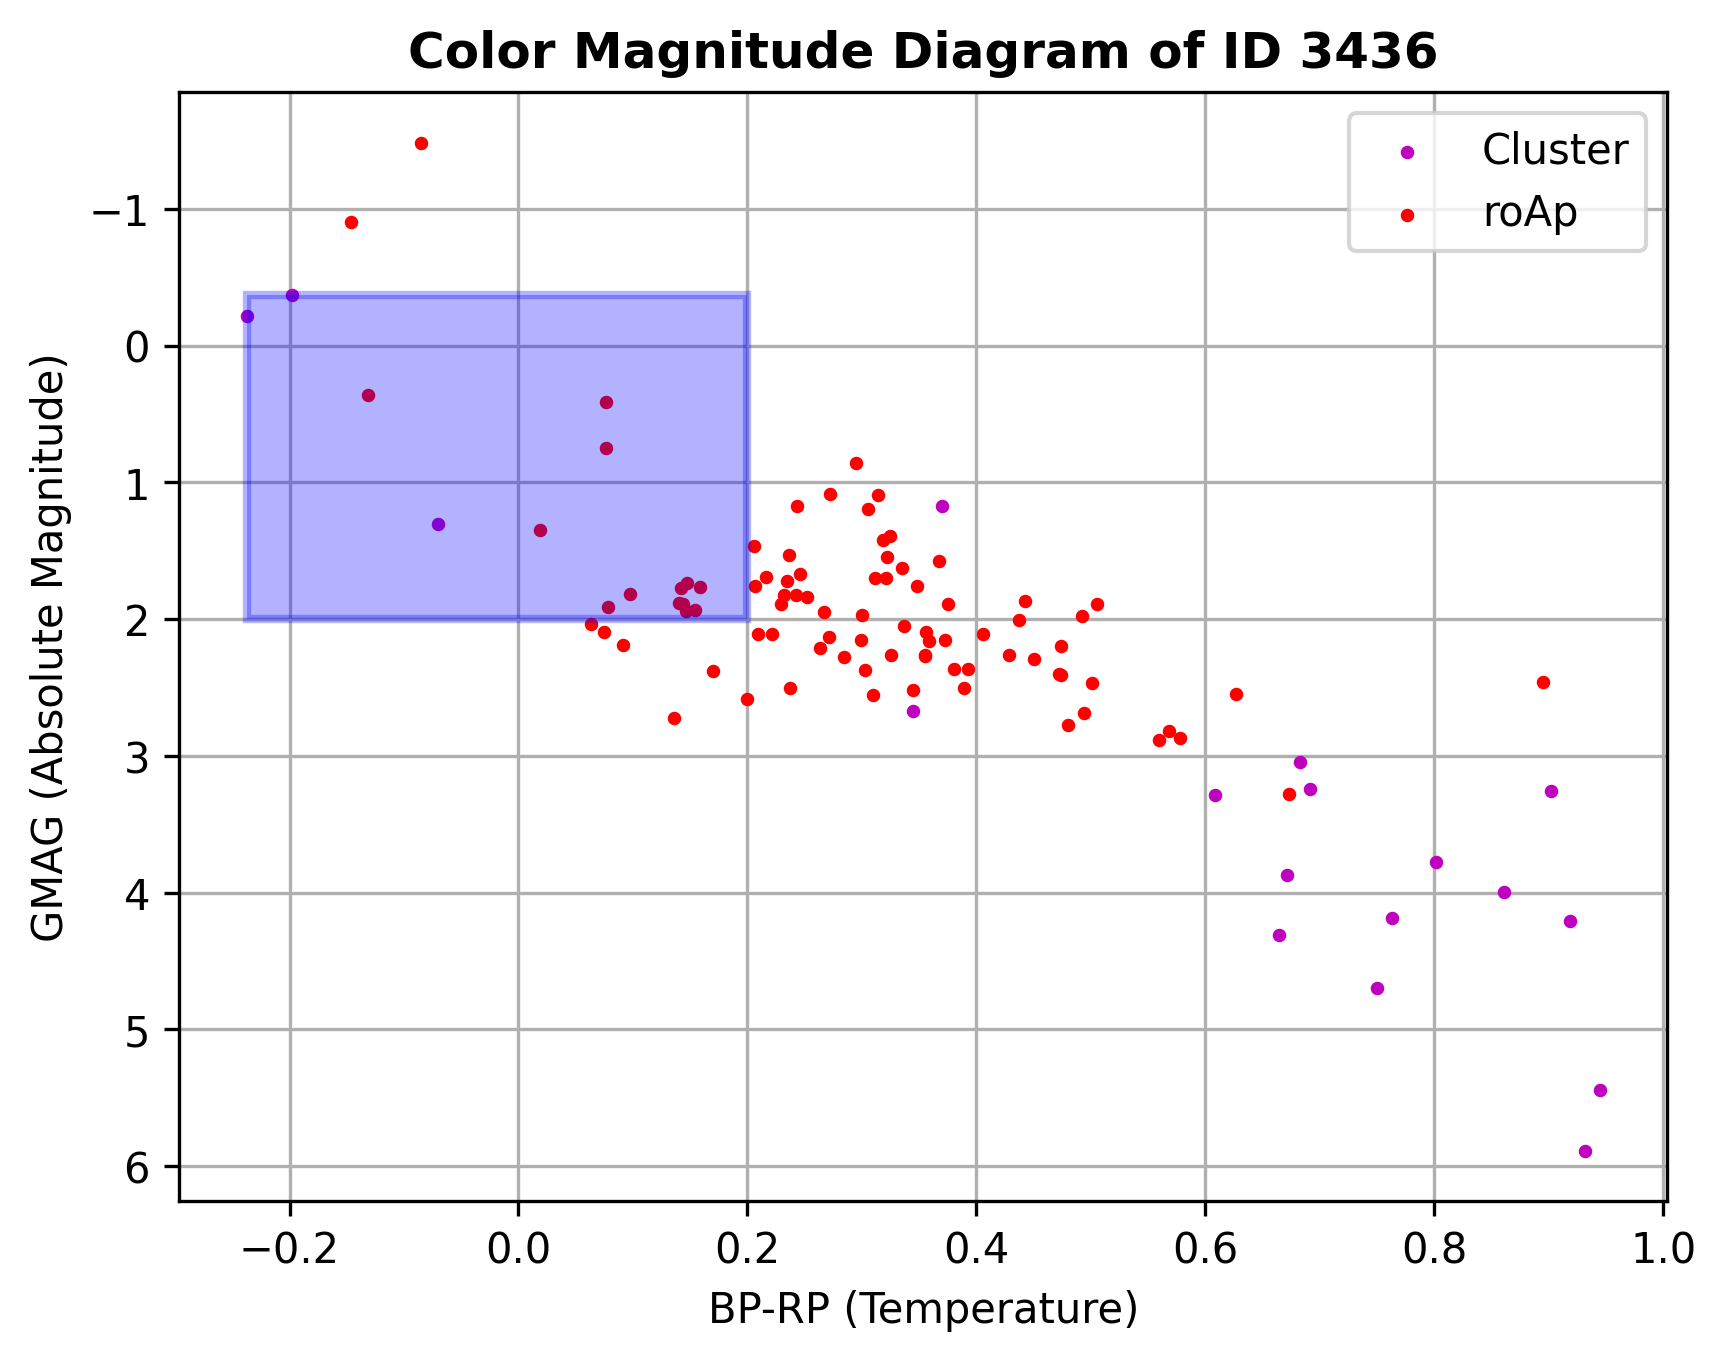 Color Magnitude Diagram of ID 3436
Cluster
roAp
GMAG (Absolute Magnitude)
−1
0
1
2
3
4
5
6
−0.2 0.0 0.2 0.4 0.6 0.8 1.0
BP-RP (Temperature)